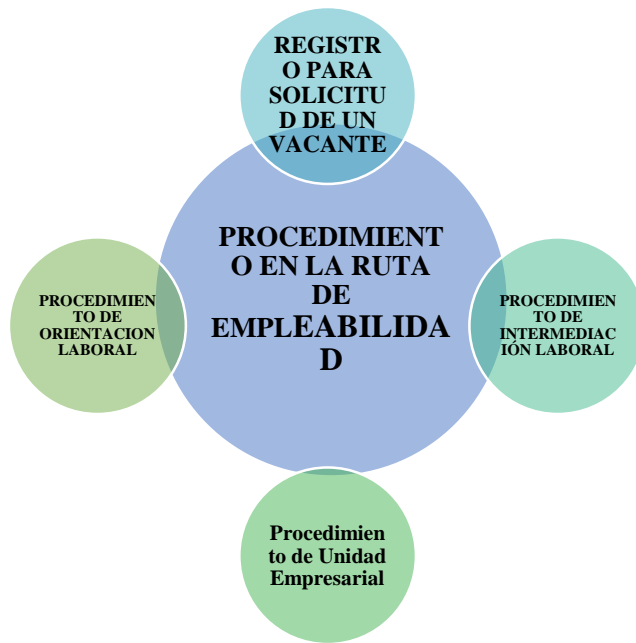 REGISTR
O PARA
SOLICITU
D DE UN
VACANTE
PROCEDIMIENT
O EN LA RUTA
DE
EMPLEABILIDA
D
PROCEDIMIEN
TO DE
ORIENTACION
LABORAL
PROCEDIMIEN
TO DE
INTERMEDIAC
IÓN LABORAL
Procedimien
to de Unidad
Empresarial